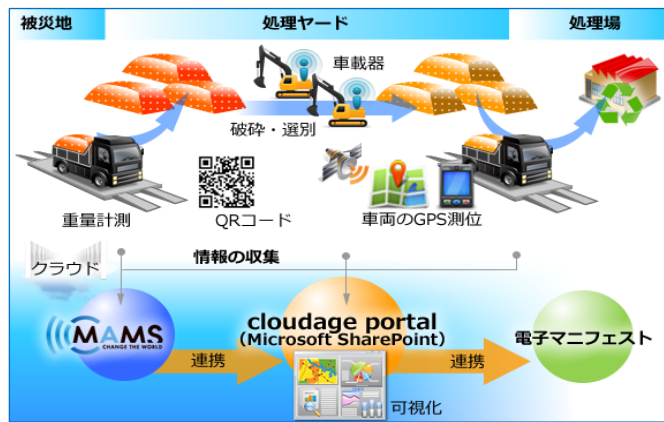 被災地
処理ヤード
処理場
車載器
破砕・選別
重量計測
QRコード
車両のGPS測位
クラウド
情報の収集
MAMS
CHANGE THE WORLD
連携
cloudage portal
(Microsoft SharePoint)
連携
電子マニフェスト
可視化